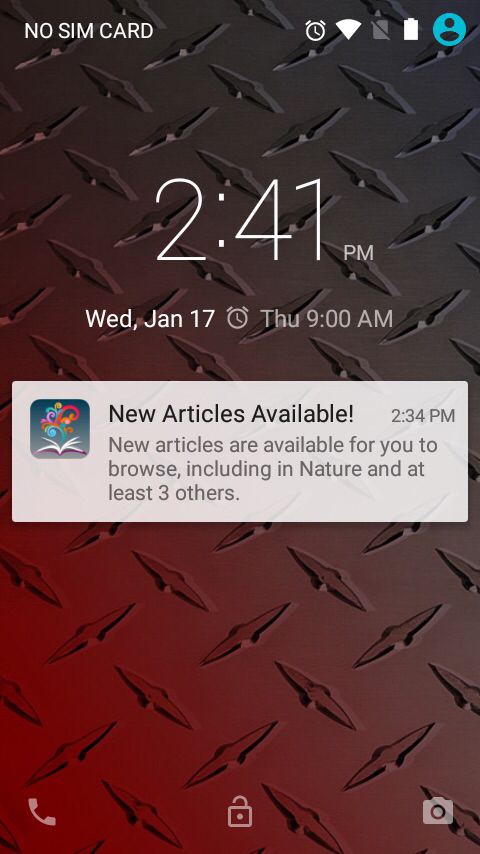 NO SIM CARD
2:41 PM
Wed, Jan 17 Thu 9:00 AM
New Articles Available! 2:34 PM
New articles are available for you to
browse, including in Nature and at
least 3 others.